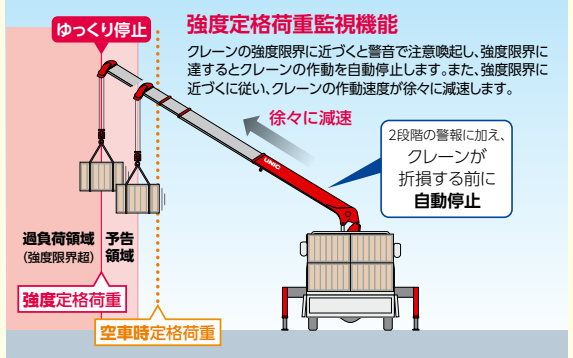 ゆっくり停止
強度定格荷重監視機能
クレーンの強度限界に近づくと警音で注意喚起し、強度限界に
達するとクレーンの作動を自動停止します。また、強度限界に
近づくに従い、クレーンの作動速度が徐々に減速します。
徐々に減速
2段階の警報に加え、
クレーンが
折損する前に
自動停止
UNIC
過負荷領域
(強度限界超)
予告
領域
強度定格荷重
空車時定格荷重